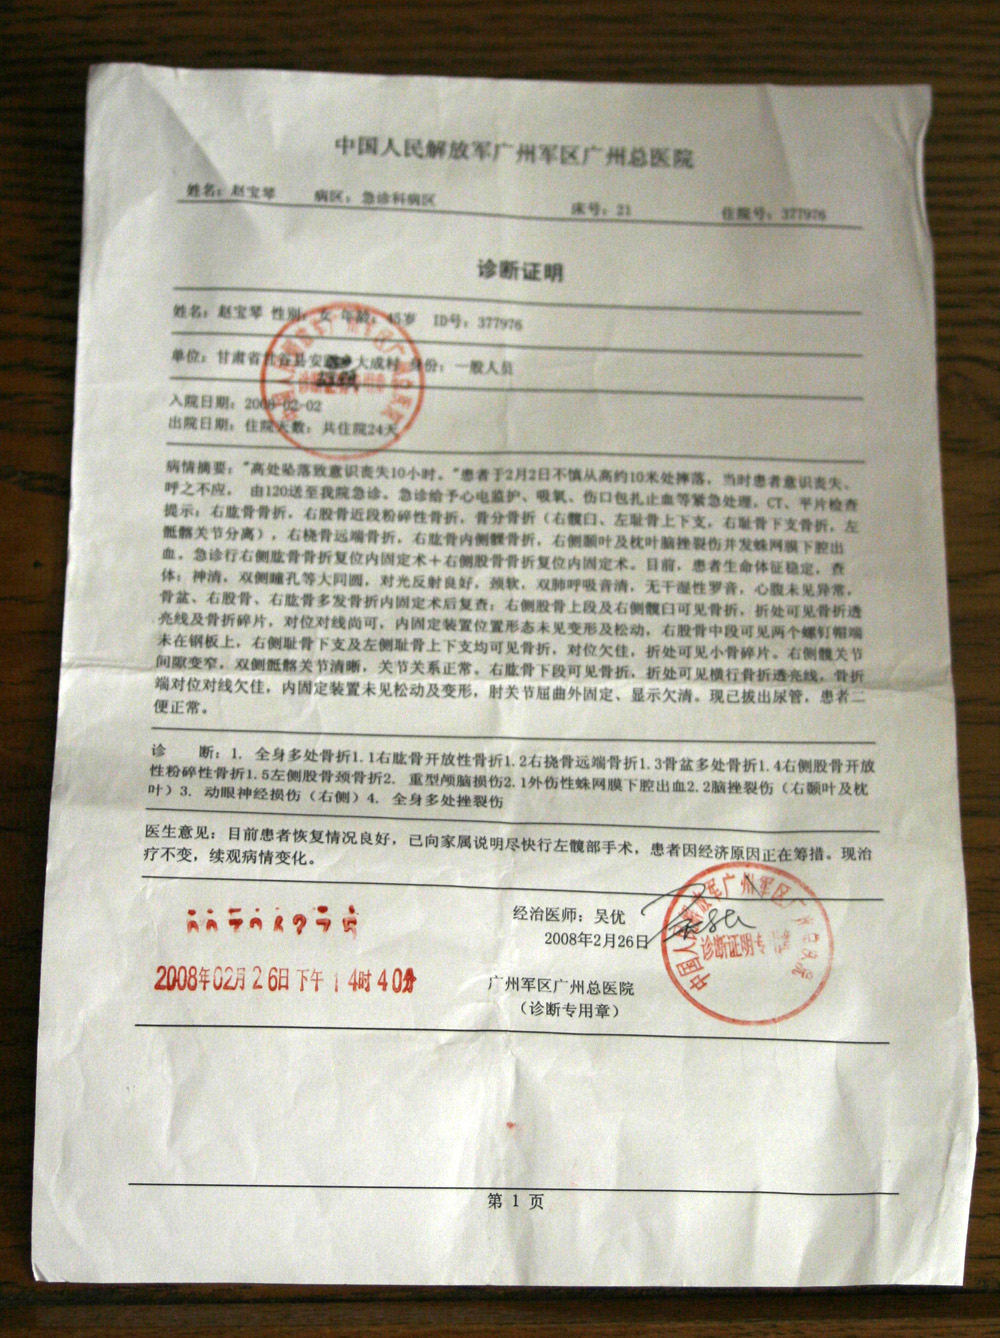 中国人民解放军广州军区广州总医院
姓名：赵宝琴 病区：急诊科病区 床号：21 住院号：377976
诊断证明
姓名：赵宝琴 性别：女 年龄：45岁 ID号：377976
单位：甘肃省甘谷县安 大成村 身份：一般人员
入院日期：2008-02-02
出院日期：住院天数：共住院24天
病情摘要："高处坠落致意识丧失10小时。"患者于2月2日不慎从高约10米处摔落，当时患者意识丧失、
呼之不应，由120送至我院急诊。急诊给予心电监护、吸氧、伤口包扎止血等紧急处理，CT、平片检查
提示：右肱骨骨折，右股骨近段粉碎性骨折，骨分骨折（右髋臼、左耻骨上下支，右耻骨下支骨折，左
骶髂关节分离），右桡骨远端骨折，右肱骨内侧髁骨折，右侧颞叶及枕叶脑挫裂伤并发蛛网膜下腔出
血。急诊行右侧肱骨骨折复位内固定术＋右侧股骨骨折复位内固定术。目前，患者生命体征稳定，查
体：神清，双侧瞳孔等大同圆，对光反射良好，颈软，双肺呼吸音清，无干湿性罗音，心腹未见异常，
骨盆、右股骨、右肱骨多发骨折内固定术后复查：右侧股骨上段及右侧髋臼可见骨折，折处可见骨折透
亮线及骨折碎片，对位对线尚可，内固定装置位置形态未见变形及松动，右股骨中段可见两个螺钉帽端
未在钢板上，右侧耻骨下支及左侧耻骨上下支均可见骨折，对位欠佳，折处可见小骨碎片。右侧髋关节
间隙变窄，双侧骶髂关节清晰，关节关系正常。右肱骨下段可见骨折，折处可见横行骨折透亮线，骨折
端对位对线欠佳，内固定装置未见松动及变形，肘关节屈曲外固定、显示欠清。现已拔出尿管，患者二
便正常。
诊 断：1. 全身多处骨折1.1右肱骨开放性骨折1.2右挠骨远端骨折1.3骨盆多处骨折1.4右侧股骨开放
性粉碎性骨折1.5左侧股骨颈骨折2. 重型颅脑损伤2.1外伤性蛛网膜下腔出血2.2脑挫裂伤（右颞叶及枕
叶）3. 动眼神经损伤（右侧）4. 全身多处挫裂伤
医生意见：目前患者恢复情况良好，已向家属说明尽快行左髋部手术，患者因经济原因正在筹措。现治
疗不变，续观病情变化。
经治医师：吴优
2008年2月26日
2008年02月26日下午14时40分
广州军区广州总医院
（诊断专用章）
中国人民解放军广州军区广州总医院
诊断证明专用章
第 1 页